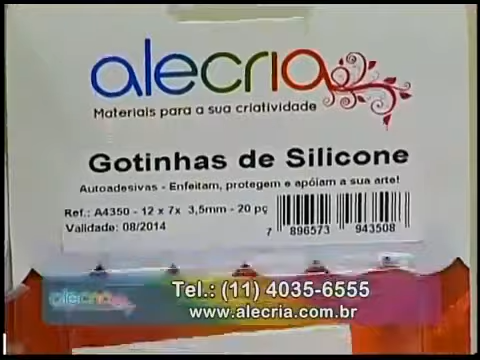 alecria
Materiais para a sua criatividade
Gotinhas de Silicone
Autoadesivas - Enfeitam, protegem e apóiam a sua arte!
Ref.: A4350 - 12 x 7x 3,5mm - 20 pç
Validade: 08/2014
7 896573 943508
alecria
Tel.: (11) 4035-6555
www.alecria.com.br